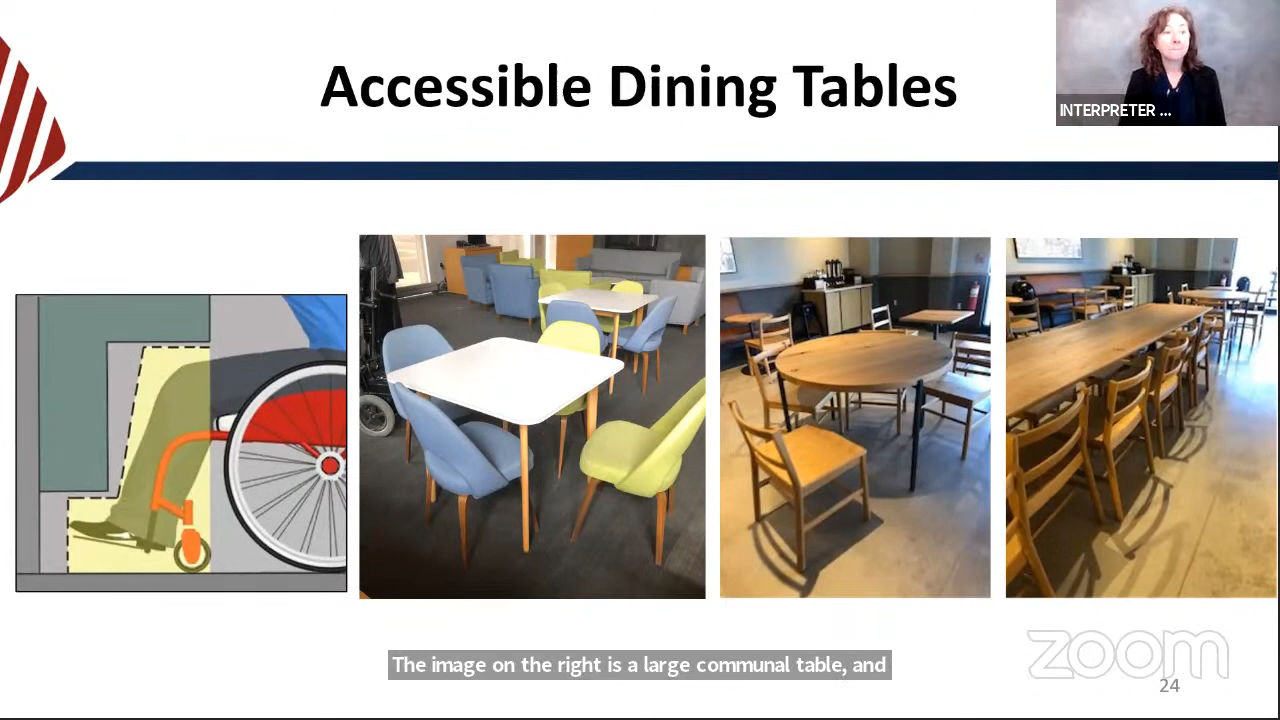 Accessible Dining Tables
INTERPRETER ...
The image on the right is a large communal table, and
zoom
24